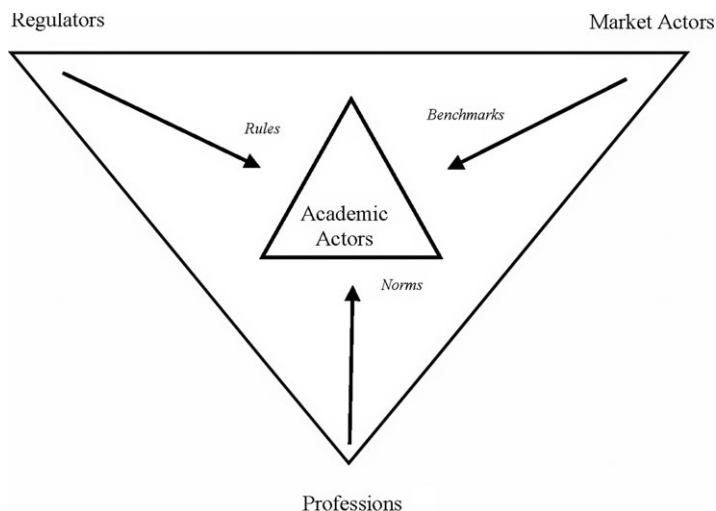 Regulators
Market Actors
Rules
Benchmarks
Academic
Actors
Norms
Professions